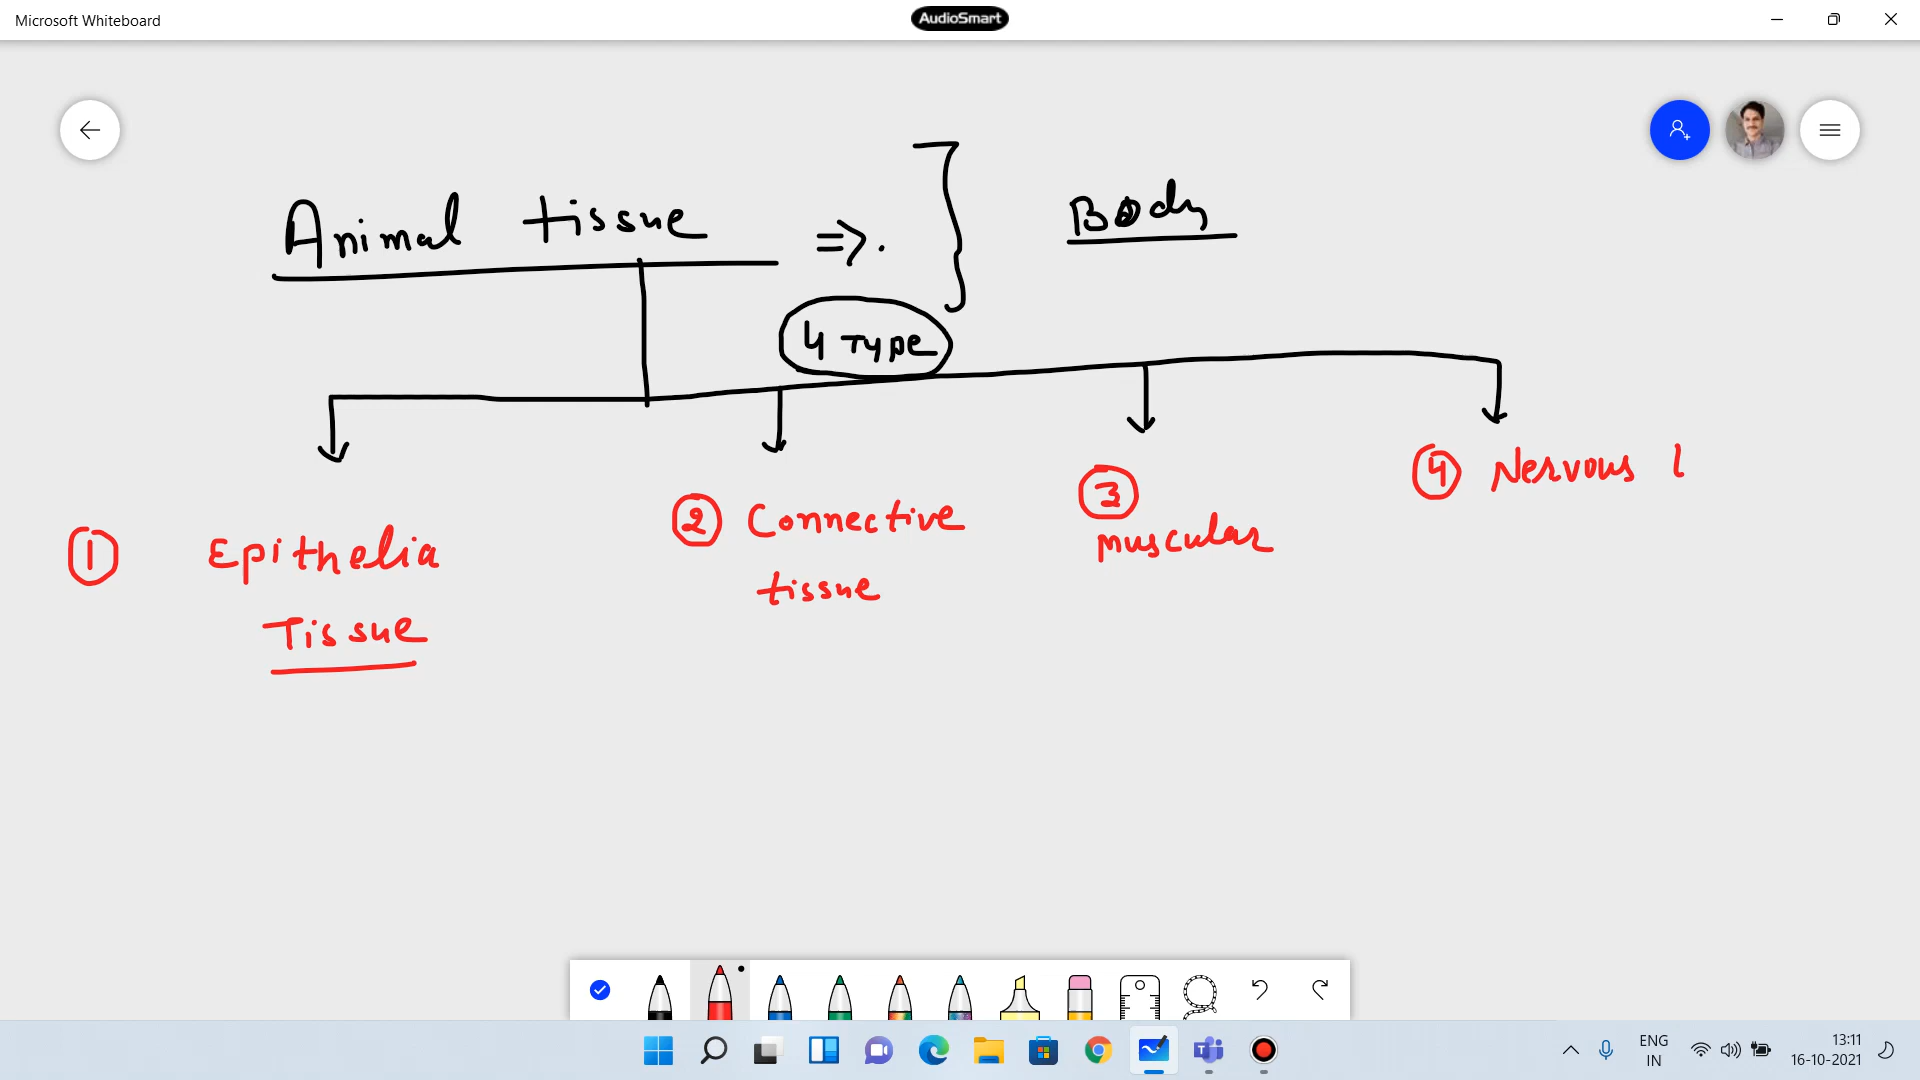 Microsoft Whiteboard
AudioSmart
Animal tissue => .
Body
4 Type
① Epithelia
Tissue
② Connective
tissue
③
muscular
④ Nervous
ENG
IN
13:11
16-10-2021